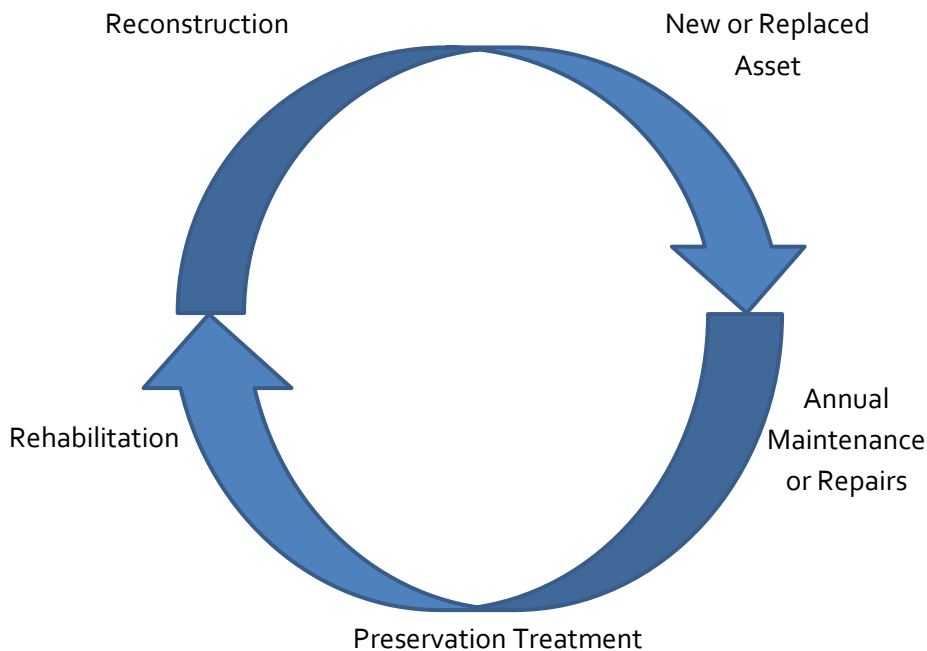 Reconstruction
New or Replaced
Asset
Annual
Maintenance
or Repairs
Rehabilitation
Preservation Treatment